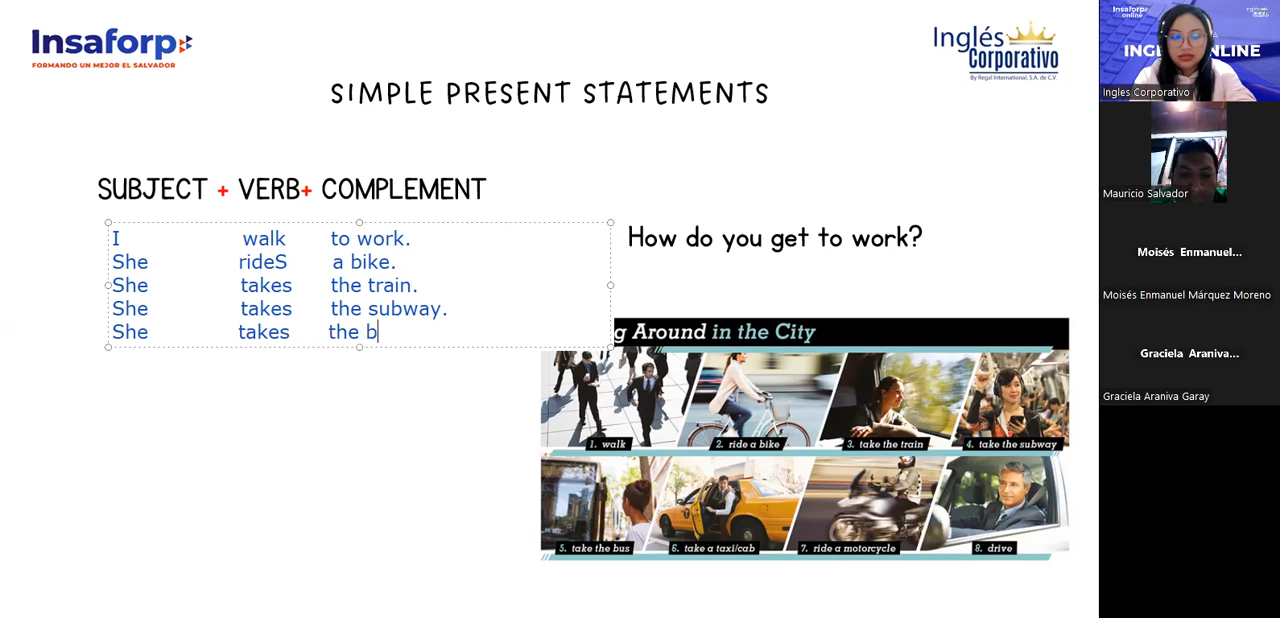 Insaforp
FORMANDO UN MEJOR EL SALVADOR
Inglés
Corporativo
By Regal International, S.A. de C.V.
SIMPLE PRESENT STATEMENTS
SUBJECT + VERB+ COMPLEMENT
I walk to work.
She rideS a bike.
She takes the train.
She takes the subway.
She takes the b
How do you get to work?
g Around in the City
1. walk
2. ride a bike
3. take the train
4. take the subway
5. take the bus
6. take a taxi/cab
7. ride a motorcycle
8. drive
Insaforp
online
Ingles Corporativo
Mauricio Salvador
Moisés Enmanuel...
Moisés Enmanuel Márquez Moreno
Graciela Araniva...
Graciela Araniva Garay